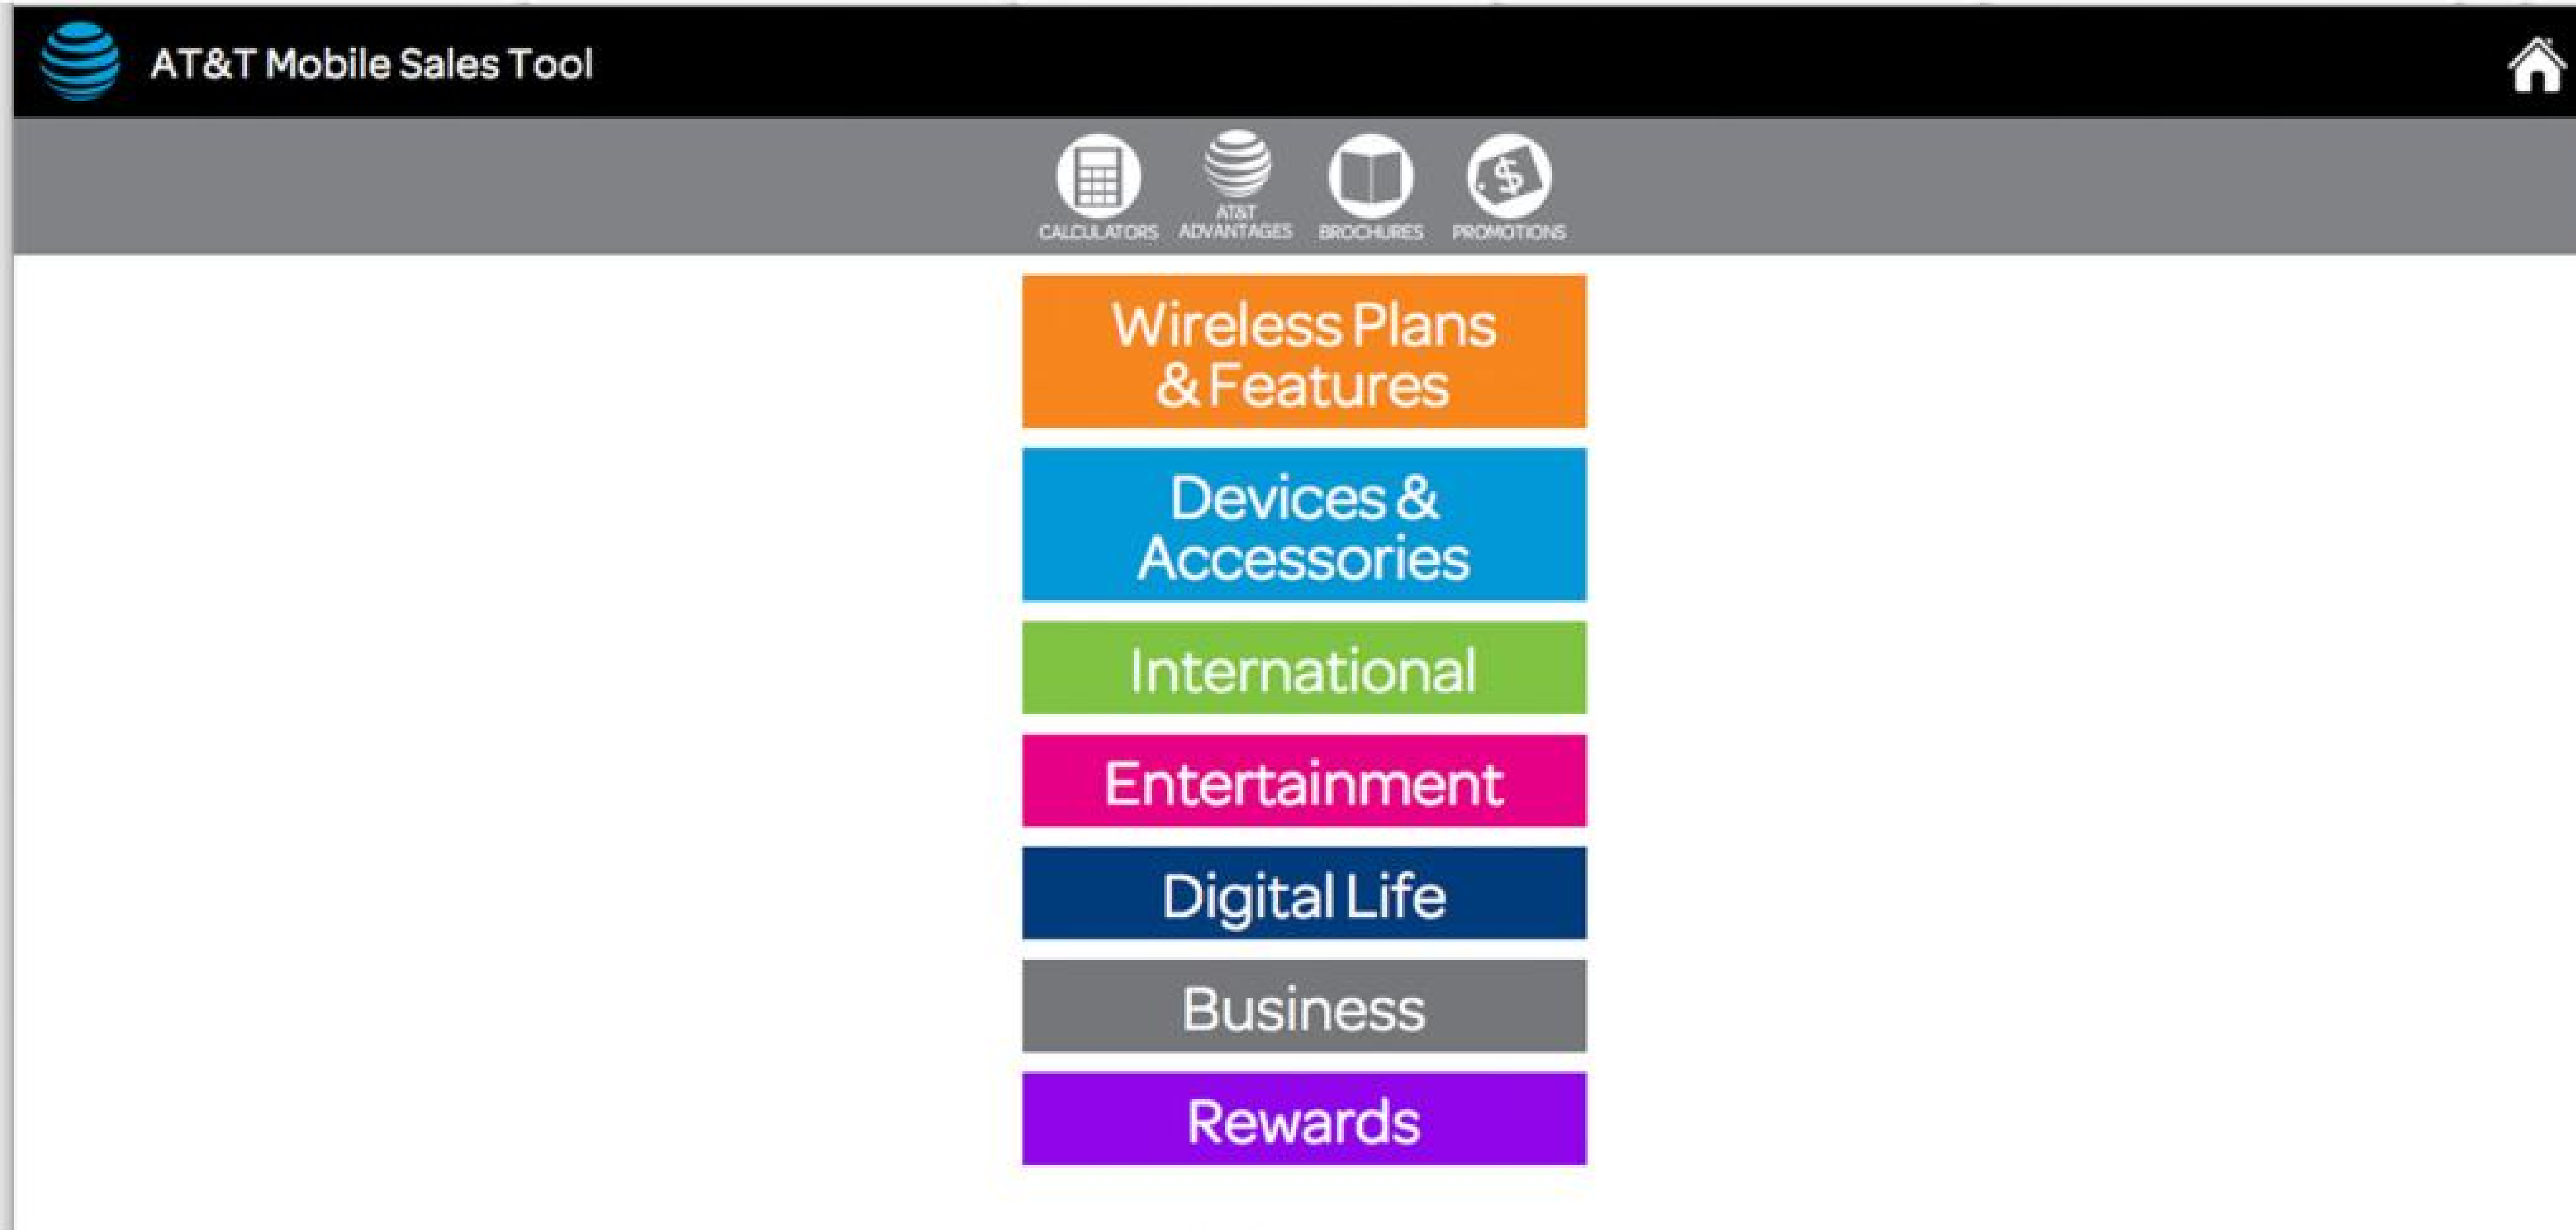 AT&T Mobile Sales Tool
CALCULATORS
AT&T
ADVANTAGES
BROCHURES
PROMOTIONS
$
Wireless Plans
& Features
Devices &
Accessories
International
Entertainment
Digital Life
Business
Rewards